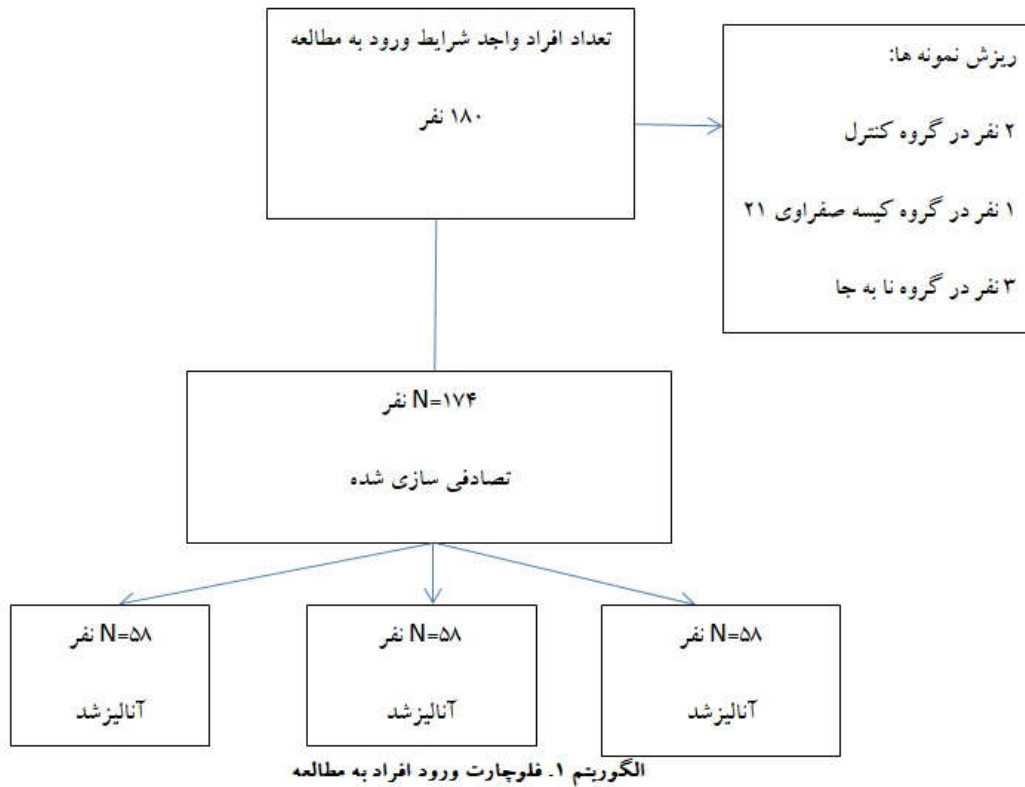 تعداد افراد واجد شرایط ورود به مطالعه
۱۸۰ نفر
ریزش نمونه ها:
۲ نفر در گروه کنترل
۱ نفر در گروه کیسه صفراوی ۲۱
۳ نفر در گروه نا به جا
N=۱۷۴ نفر
تصادفی سازی شده
N=۵۸ نفر
آنالیزشد
N=۵۸ نفر
آنالیزشد
N=۵۸ نفر
آنالیزشد
الگوریتم ۱. فلوچارت ورود افراد به مطالعه